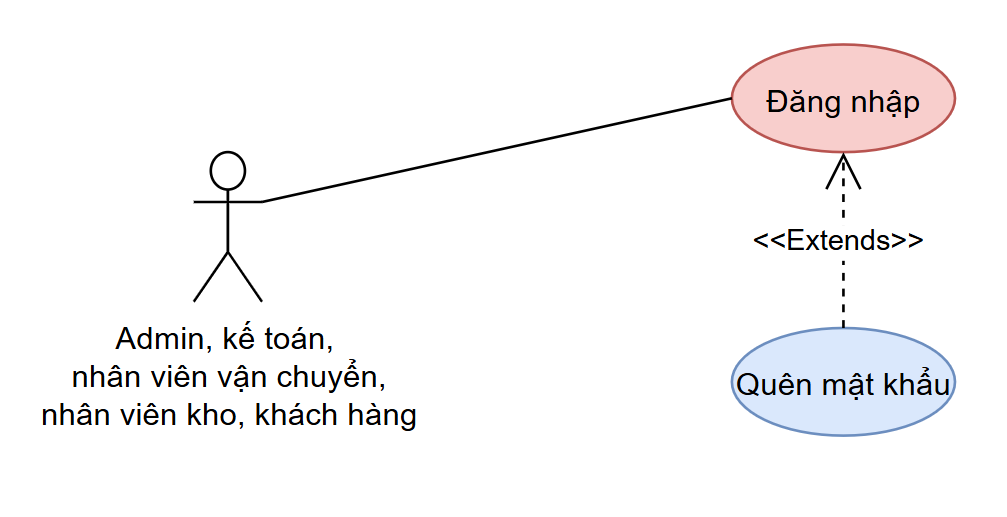 Đăng nhập
<<Extends>>
Admin, kế toán,
nhân viên vận chuyển,
nhân viên kho, khách hàng
Quên mật khẩu